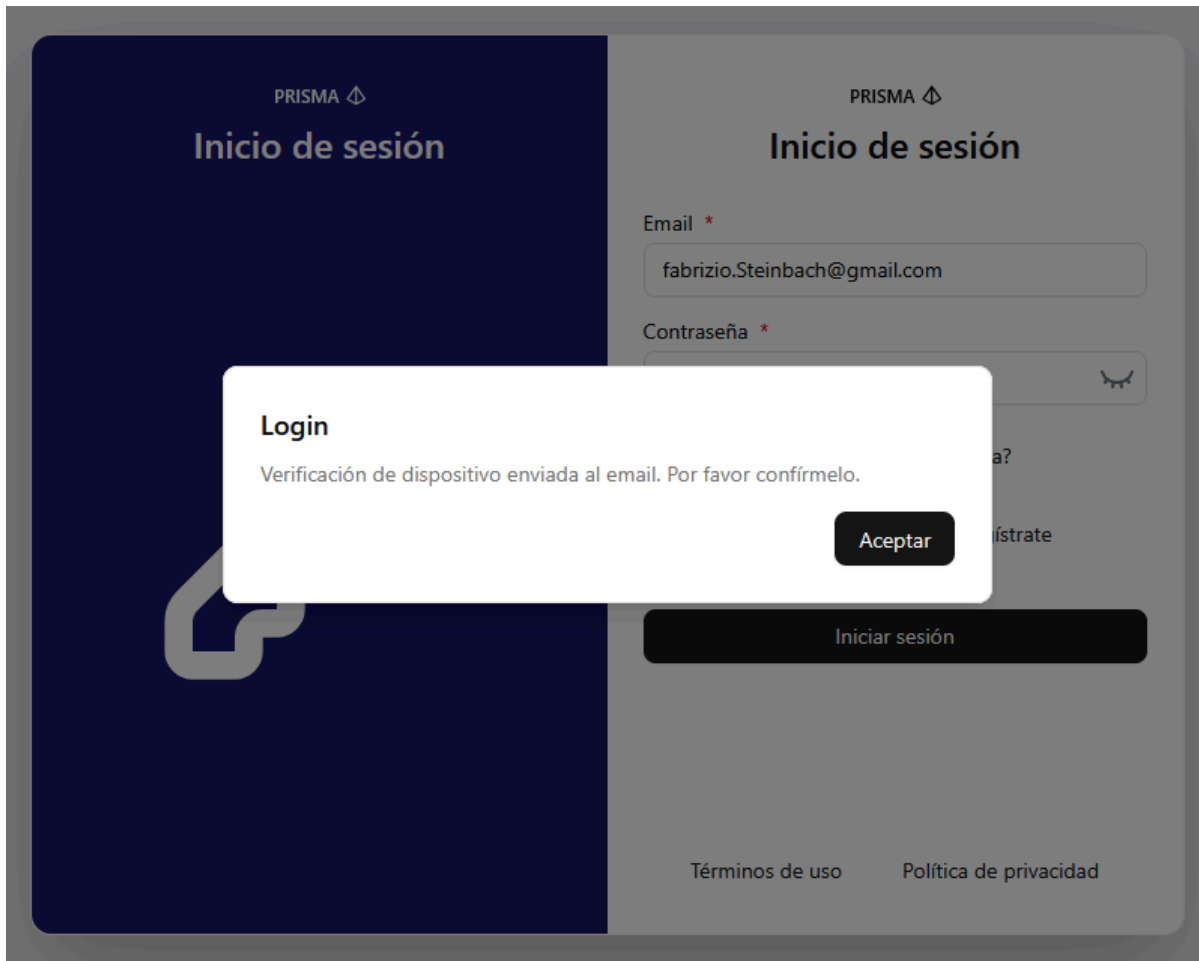 PRISMA
Inicio de sesión
PRISMA
Inicio de sesión
Email *
fabrizio.Steinbach@gmail.com
Contraseña *
Login
Verificación de dispositivo enviada al email. Por favor confírmelo.
Aceptar
Iniciar sesión
Términos de uso Política de privacidad